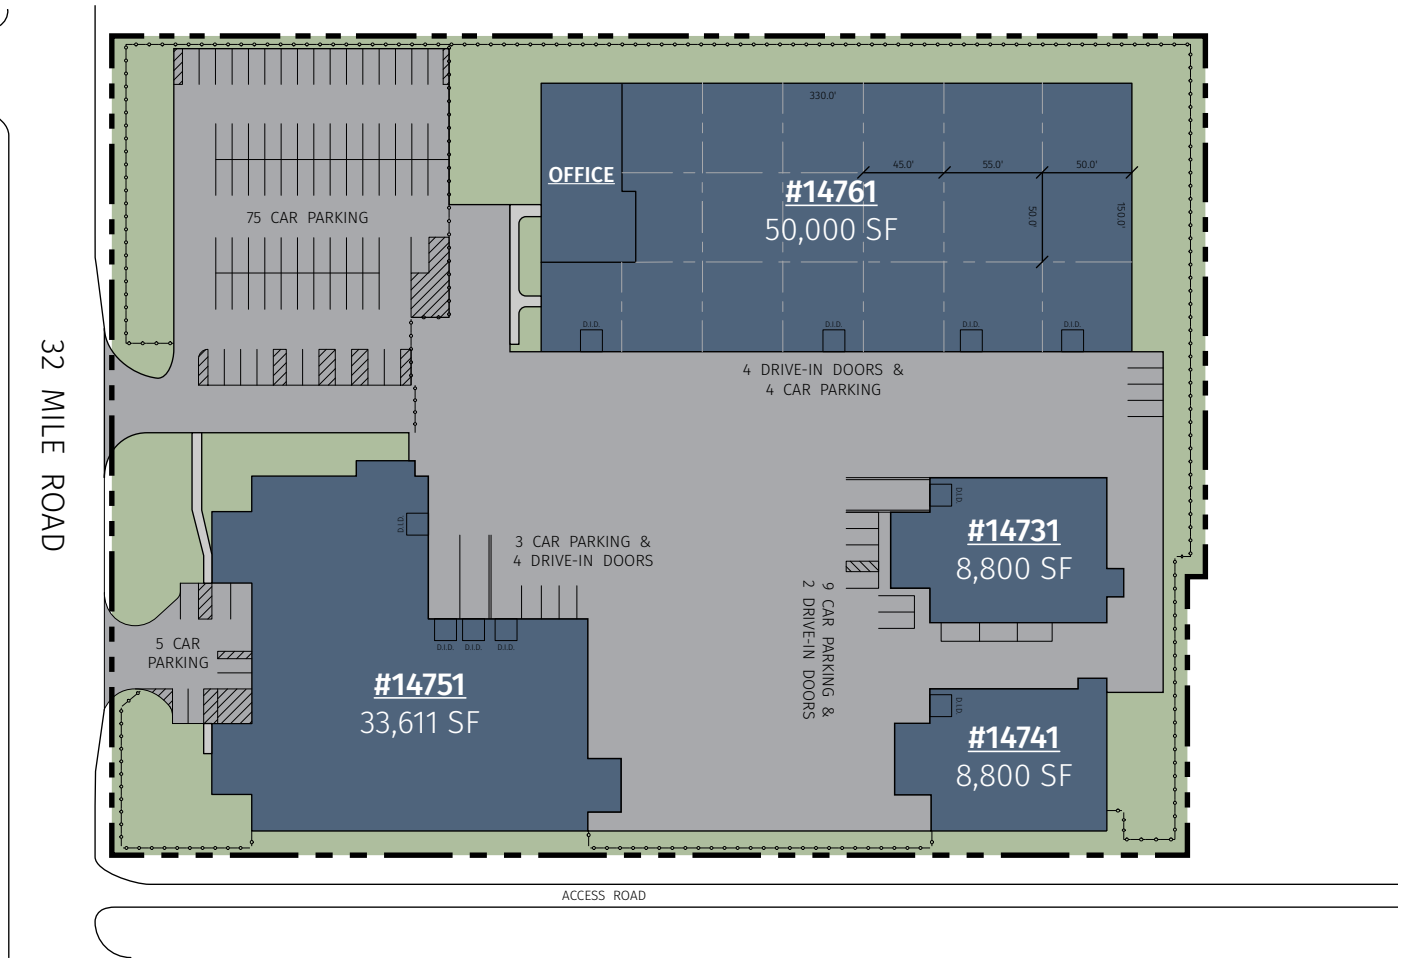 330.0'
45.0'
55.0'
50.0'
OFFICE
#14761
50,000 SF
50.0'
150.0'
75 CAR PARKING
D.I.D.
D.I.D.
D.I.D.
D.I.D.
4 DRIVE-IN DOORS &
4 CAR PARKING
32 MILE ROAD
D.I.D.
3 CAR PARKING &
4 DRIVE-IN DOORS
D.I.D.
#14731
8,800 SF
9 CAR PARKING &
2 DRIVE-IN DOORS
5 CAR
PARKING
D.I.D.
D.I.D.
D.I.D.
#14751
33,611 SF
D.I.D.
#14741
8,800 SF
ACCESS ROAD